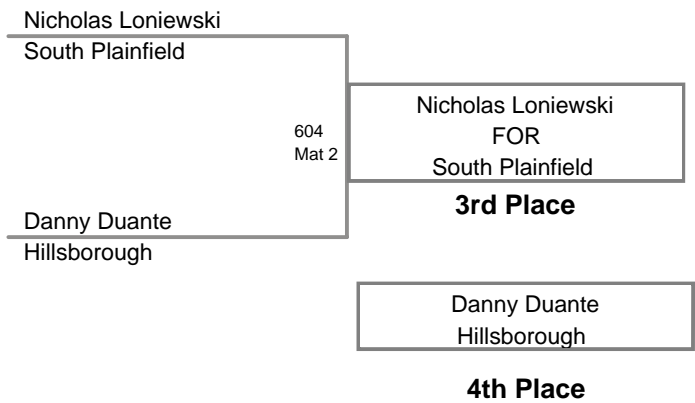 Nicholas Loniewski
South Plainfield
604
Mat 2
Nicholas Loniewski
FOR
South Plainfield
3rd Place
Danny Duante
Hillsborough
Danny Duante
Hillsborough
4th Place